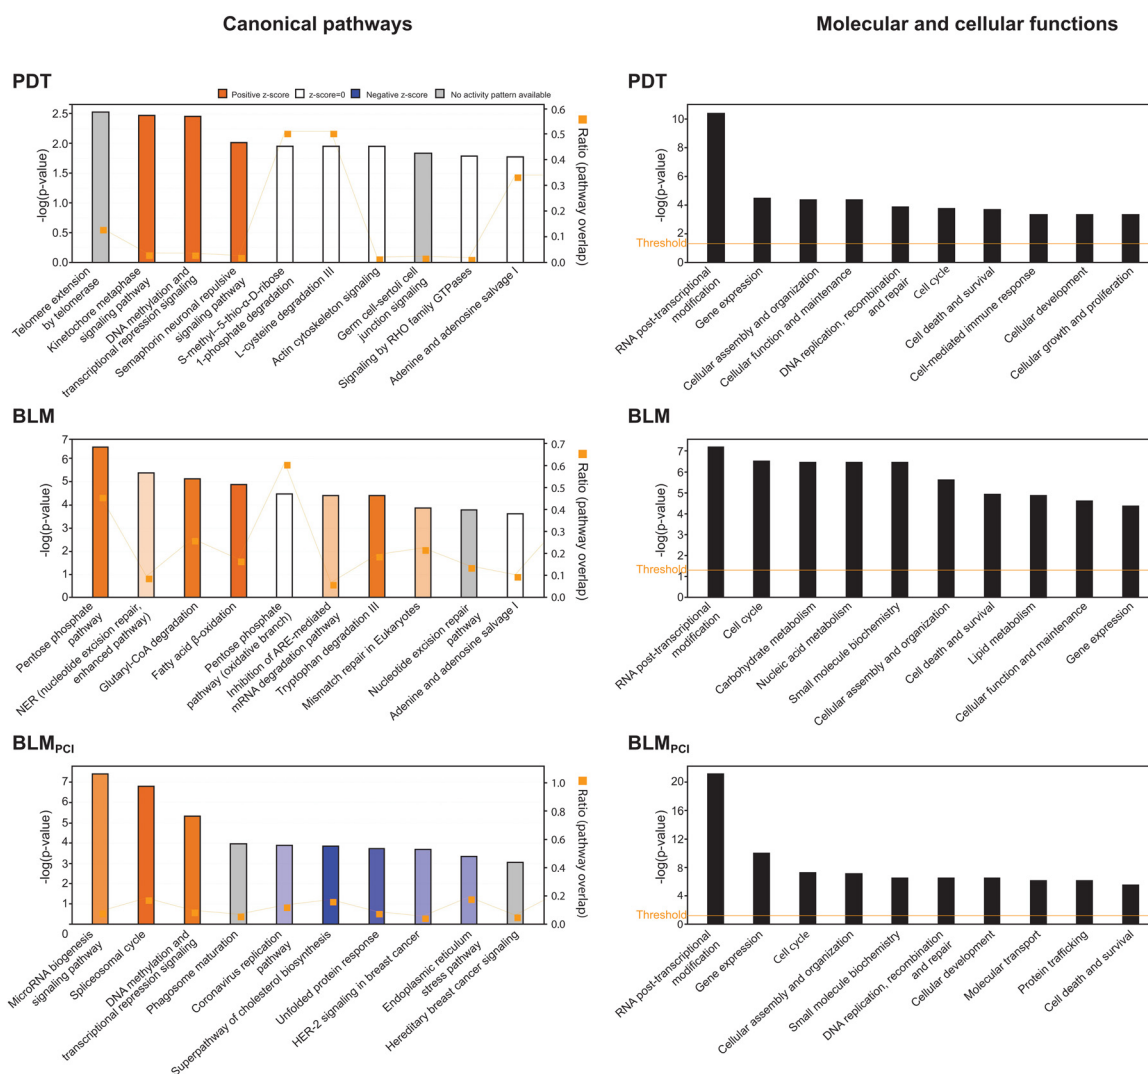 Canonical pathways
Molecular and cellular functions
PDT
Positive z-score
z-score=0
Negative z-score
No activity pattern available
-log(p-value)
2.5
2.0
1.5
1.0
0.5
0.0
0.6
0.5
0.4
0.3
0.2
0.1
0.0
Ratio (pathway overlap)
Telomere extension
by telomerase
Kinetochore metaphase
signaling pathway
DNA methylation and
transcriptional repression signaling
Semaphorin neuronal repulsive
signaling pathway
S-methyl–5-thio-α-D-ribose
1-phosphate degradation
L-cysteine degradation III
Actin cytoskeleton signaling
Germ cell-sertoli cell
junction signaling
Signaling by RHO family GTPases
Adenine and adenosine salvage I
PDT
-log(p-value)
10
8
6
4
2
0
Threshold
RNA post-transcriptional
modification
Gene expression
Cellular assembly and organization
Cellular function and maintenance
DNA replication, recombination
and repair
Cell cycle
Cell death and survival
Cell-mediated immune response
Cellular development
Cellular growth and proliferation
BLM
-log(p-value)
7
6
5
4
3
2
1
0
0.7
0.6
0.5
0.4
0.3
0.2
0.1
0.0
Ratio (pathway overlap)
Pentose phosphate
pathway
NER (nucleotide excision repair,
enhanced pathway)
Glutaryl-CoA degradation
Fatty acid β-oxidation
Pentose phosphate
pathway (oxidative branch)
Inhibition of ARE-mediated
mRNA degradation pathway
Tryptophan degradation III
Mismatch repair in Eukaryotes
Nucleotide excision repair
pathway
Adenine and adenosine salvage I
BLM
-log(p-value)
7
6
5
4
3
2
1
0
Threshold
RNA post-transcriptional
modification
Cell cycle
Carbohydrate metabolism
Nucleic acid metabolism
Small molecule biochemistry
Cellular assembly and organization
Cell death and survival
Lipid metabolism
Cellular function and maintenance
Gene expression
BLMPCI
-log(p-value)
7
6
5
4
3
2
1
0
1.0
0.8
0.6
0.4
0.2
0.0
Ratio (pathway overlap)
MicroRNA biogenesis
signaling pathway
Spliceosomal cycle
DNA methylation and
transcriptional repression signaling
Phagosome maturation
Coronavirus replication
pathway
Superpathway of cholesterol biosynthesis
Unfolded protein response
HER-2 signaling in breast cancer
Endoplasmic reticulum
stress pathway
Hereditary breast cancer signaling
BLMPCI
-log(p-value)
20
16
12
8
4
0
Threshold
RNA post-transcriptional
modification
Gene expression
Cell cycle
Cellular assembly and organization
Small molecule biochemistry
DNA replication, recombination
and repair
Cellular development
Molecular transport
Protein trafficking
Cell death and survival